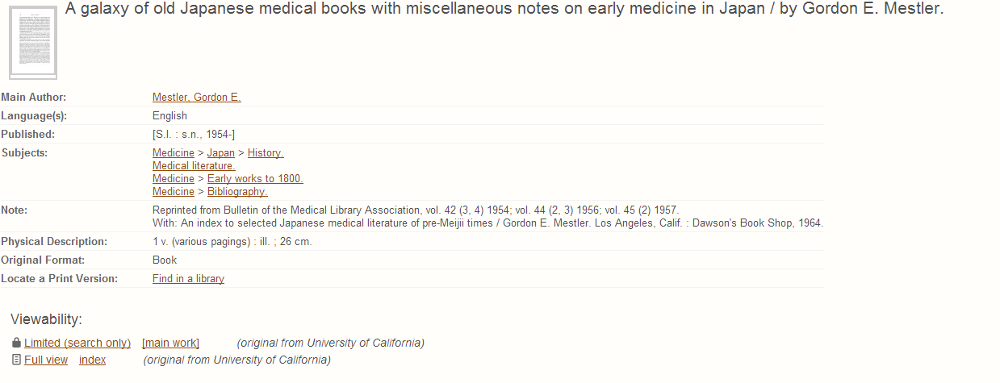 A galaxy of old Japanese medical books with miscellaneous notes on early medicine in Japan / by Gordon E. Mestler.
Main Author: Mestler, Gordon E.
Language(s): English
Published: [S.l. : s.n., 1954-]
Subjects: Medicine > Japan > History.
Medical literature.
Medicine > Early works to 1800.
Medicine > Bibliography.
Note: Reprinted from Bulletin of the Medical Library Association, vol. 42 (3, 4) 1954; vol. 44 (2, 3) 1956; vol. 45 (2) 1957.
With: An index to selected Japanese medical literature of pre-Meijii times / Gordon E. Mestler. Los Angeles, Calif. : Dawson's Book Shop, 1964.
Physical Description: 1 v. (various pagings) : ill. ; 26 cm.
Original Format: Book
Locate a Print Version: Find in a library
Viewability:
Limited (search only) [main work] (original from University of California)
Full view index (original from University of California)